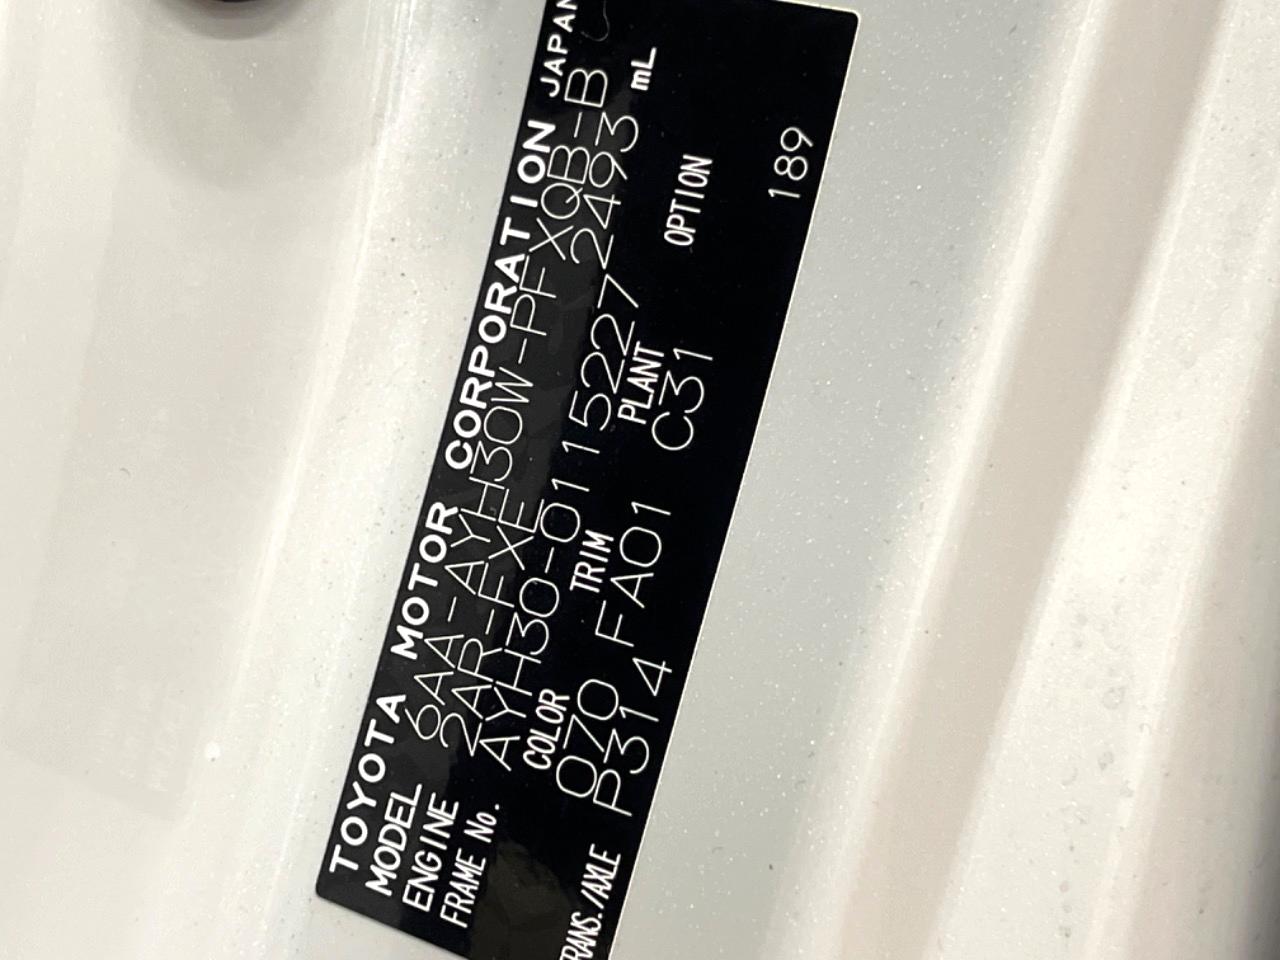 TOYOTA MOTOR CORPORATION JAPAN
MODEL 6AA-AYH30W-PFXQB-B
ENGINE 2AR-FXE 2493 mL
FRAME No. AYH30-0115227
COLOR TRIM PLANT OPTION
070 FA01 C31 189
TRANS./AXLE P314